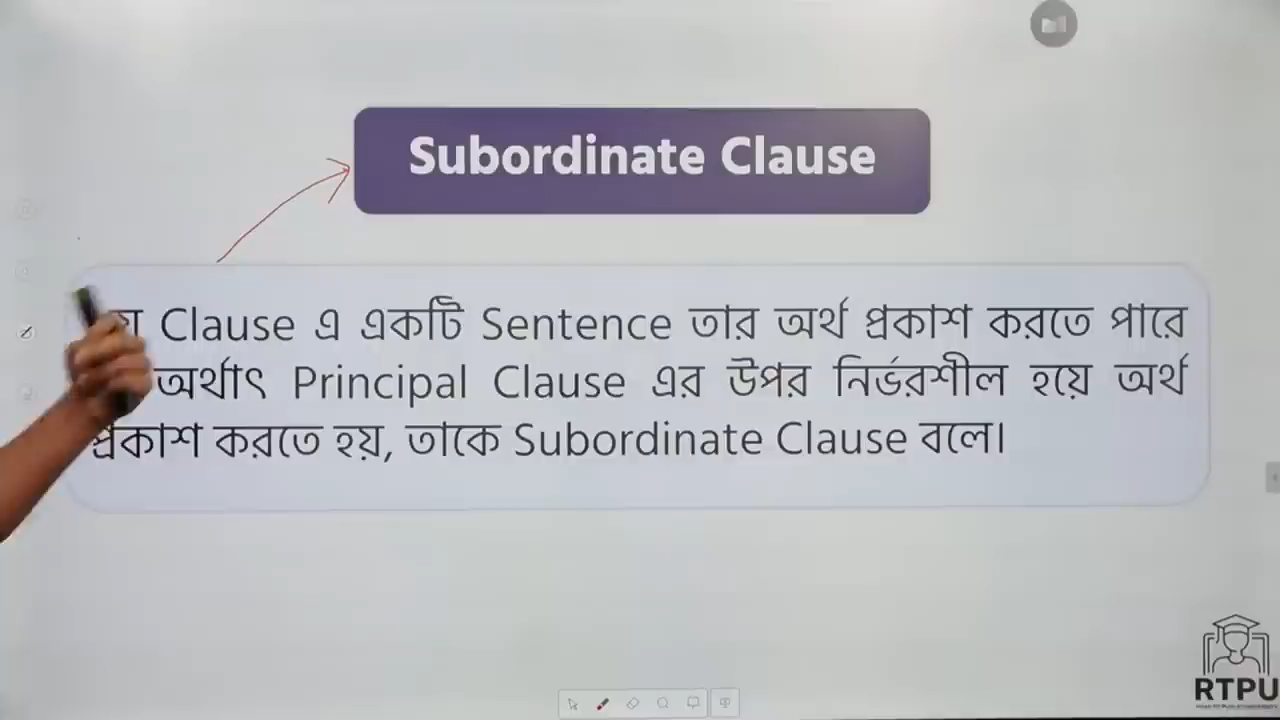 Subordinate Clause
Clause এ একটি Sentence তার অর্থ প্রকাশ করতে পারে
অর্থাৎ Principal Clause এর উপর নির্ভরশীল হয়ে অর্থ
প্রকাশ করতে হয়, তাকে Subordinate Clause বলে।
RTPU